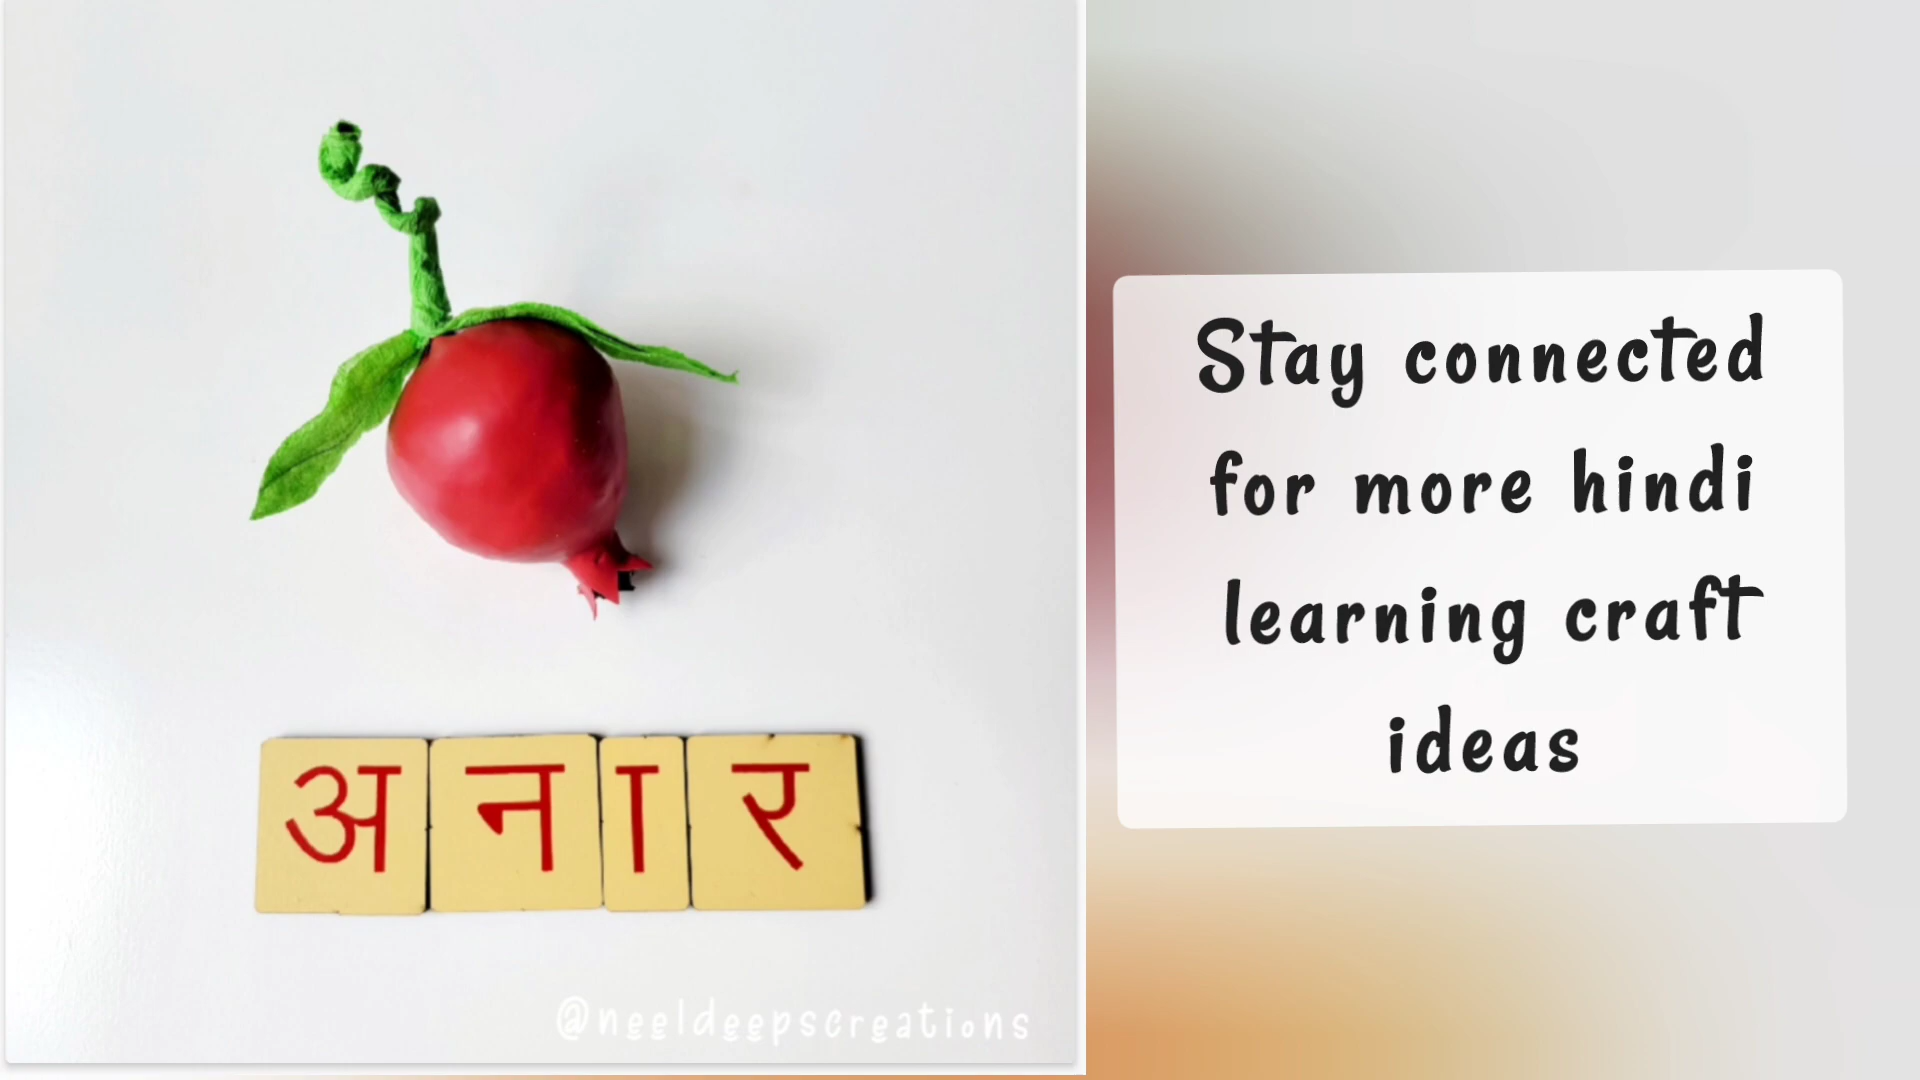 अनार
@neeldeepscreations
Stay connected
for more hindi
learning craft
ideas